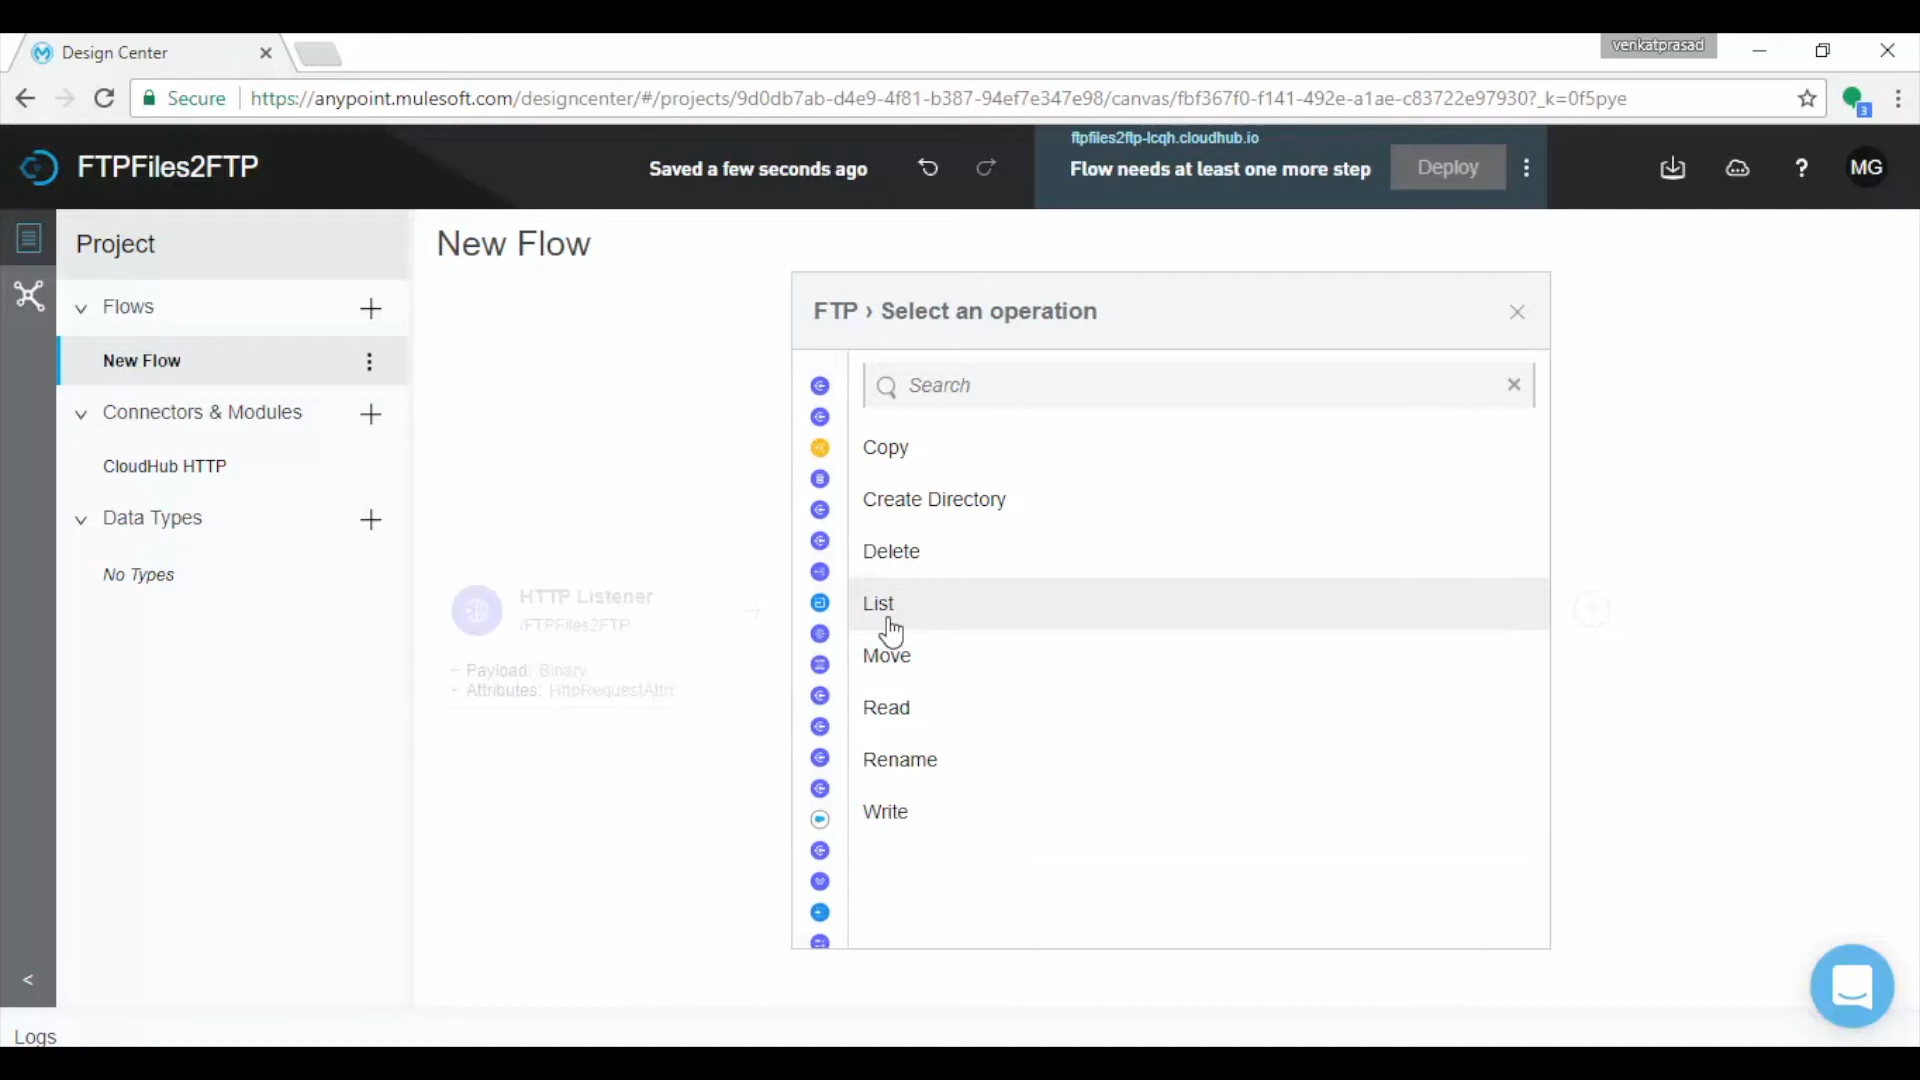 Design Center
venkatprasad
Secure
https://anypoint.mulesoft.com/designcenter/#/projects/9d0db7ab-d4e9-4f81-b387-94ef7e347e98/canvas/fbf367f0-f141-492e-a1ae-c83722e97930?_k=0f5pye
3
FTPFiles2FTP
Saved a few seconds ago
ftpfiles2ftp-lcqh.cloudhub.io
Flow needs at least one more step
Deploy
?
MG
Project
Flows
New Flow
Connectors & Modules
CloudHub HTTP
Data Types
No Types
New Flow
HTTP Listener
/FTPFiles2FTP
- Payload: Binary
- Attributes: HttpRequestAttri
FTP › Select an operation
Search
Copy
Create Directory
Delete
List
Move
Read
Rename
Write
<
Logs